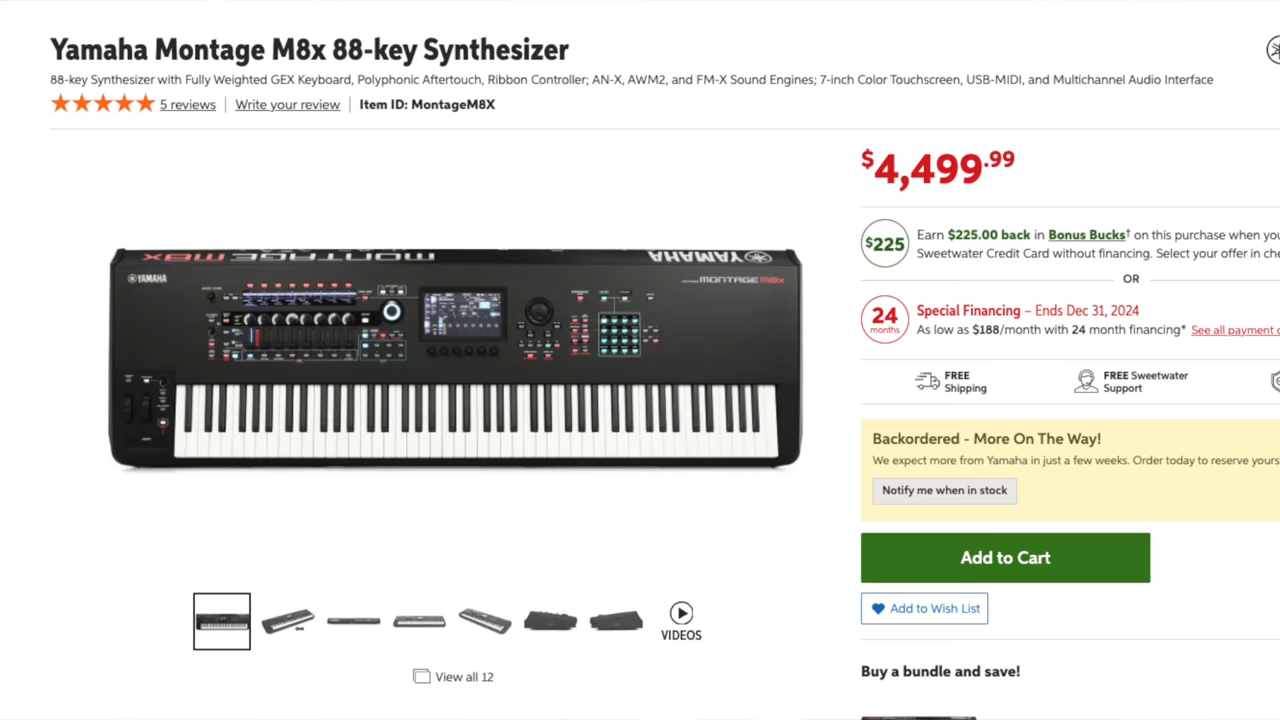 Yamaha Montage M8x 88-key Synthesizer
88-key Synthesizer with Fully Weighted GEX Keyboard, Polyphonic Aftertouch, Ribbon Controller; AN-X, AWM2, and FM-X Sound Engines; 7-inch Color Touchscreen, USB-MIDI, and Multichannel Audio Interface
5 reviews | Write your review | Item ID: MontageM8X
$4,499.99
$225
Earn $225.00 back in Bonus Bucks† on this purchase when you
Sweetwater Credit Card without financing. Select your offer in che
OR
24 months
Special Financing – Ends Dec 31, 2024
As low as $188/month with 24 month financing* See all payment o
FREE Shipping
FREE Sweetwater Support
Backordered - More On The Way!
We expect more from Yamaha in just a few weeks. Order today to reserve yours
Notify me when in stock
Add to Cart
Add to Wish List
Buy a bundle and save!
MONTAGE M8x
YAMAHA
YAMAHA
MONTAGE M8x
VIDEOS
View all 12